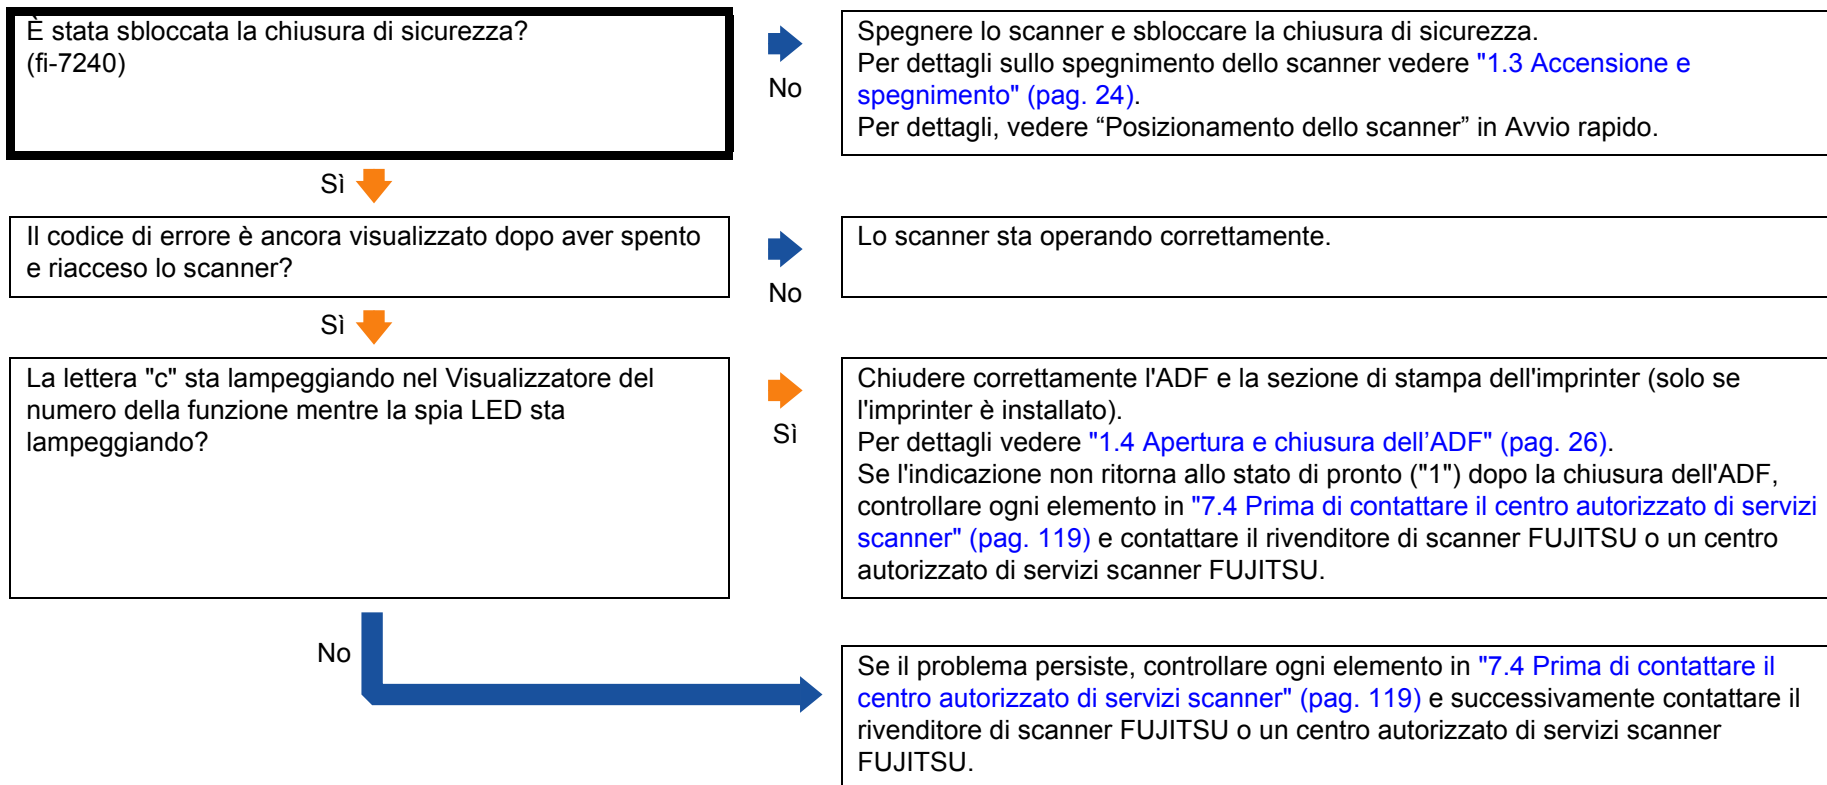 È stata sbloccata la chiusura di sicurezza?
(fi-7240)
No
Spegnere lo scanner e sbloccare la chiusura di sicurezza.
Per dettagli sullo spegnimento dello scanner vedere "1.3 Accensione e
spegnimento" (pag. 24).
Per dettagli, vedere “Posizionamento dello scanner” in Avvio rapido.
Sì
Il codice di errore è ancora visualizzato dopo aver spento
e riacceso lo scanner?
No
Lo scanner sta operando correttamente.
Sì
La lettera "c" sta lampeggiando nel Visualizzatore del
numero della funzione mentre la spia LED sta
lampeggiando?
Sì
Chiudere correttamente l'ADF e la sezione di stampa dell'imprinter (solo se
l'imprinter è installato).
Per dettagli vedere "1.4 Apertura e chiusura dell’ADF" (pag. 26).
Se l'indicazione non ritorna allo stato di pronto ("1") dopo la chiusura dell'ADF,
controllare ogni elemento in "7.4 Prima di contattare il centro autorizzato di servizi
scanner" (pag. 119) e contattare il rivenditore di scanner FUJITSU o un centro
autorizzato di servizi scanner FUJITSU.
No
Se il problema persiste, controllare ogni elemento in "7.4 Prima di contattare il
centro autorizzato di servizi scanner" (pag. 119) e successivamente contattare il
rivenditore di scanner FUJITSU o un centro autorizzato di servizi scanner
FUJITSU.